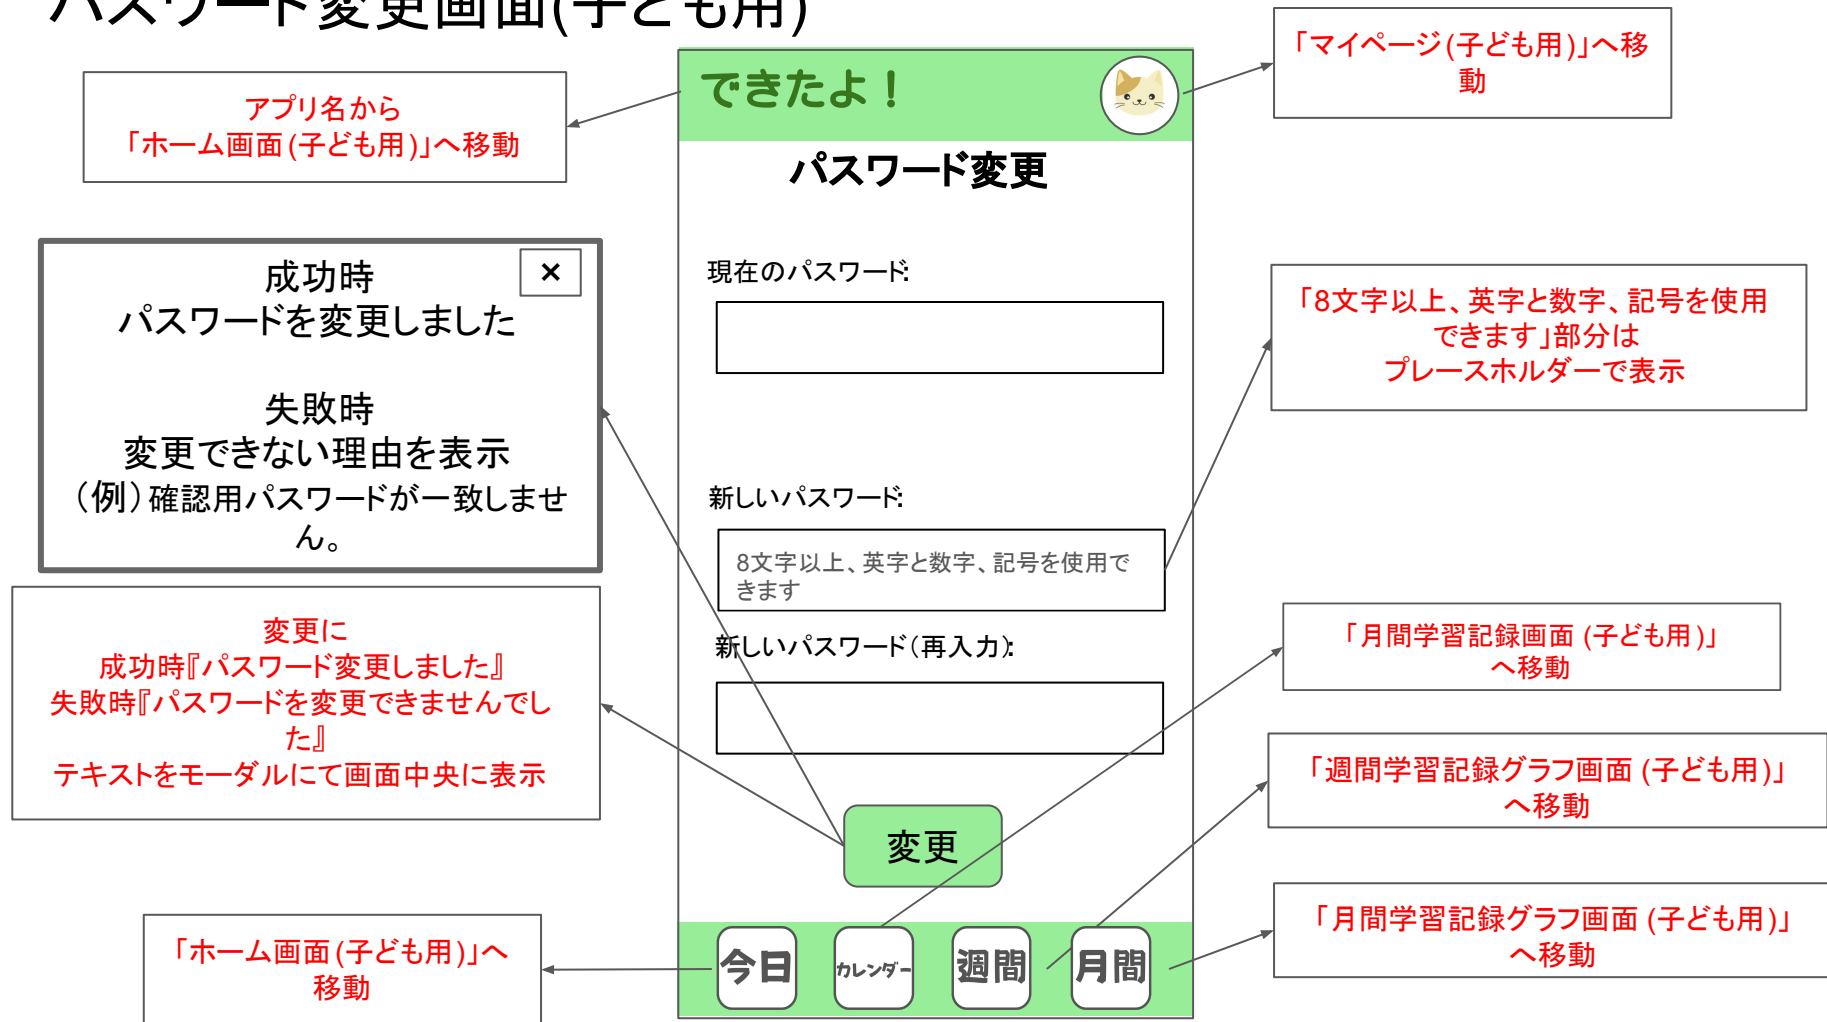 パスワード変更画面(子ども用)
アプリ名から
「ホーム画面(子ども用)」へ移動
できたよ！
「マイページ(子ども用)」へ移
動
パスワード変更
成功時
×
パスワードを変更しました
失敗時
変更できない理由を表示
（例）確認用パスワードが一致しませ
ん。
現在のパスワード:
「8文字以上、英字と数字、記号を使用
できます」部分は
プレースホルダーで表示
新しいパスワード:
8文字以上、英字と数字、記号を使用で
きます
新しいパスワード（再入力）:
変更に
成功時『パスワード変更しました』
失敗時『パスワードを変更できませんでし
た』
テキストをモーダルにて画面中央に表示
「月間学習記録画面 (子ども用)」
へ移動
「週間学習記録グラフ画面 (子ども用)」
へ移動
変更
「月間学習記録グラフ画面 (子ども用)」
へ移動
「ホーム画面(子ども用)」へ
移動
今日
カレンダー
週間
月間